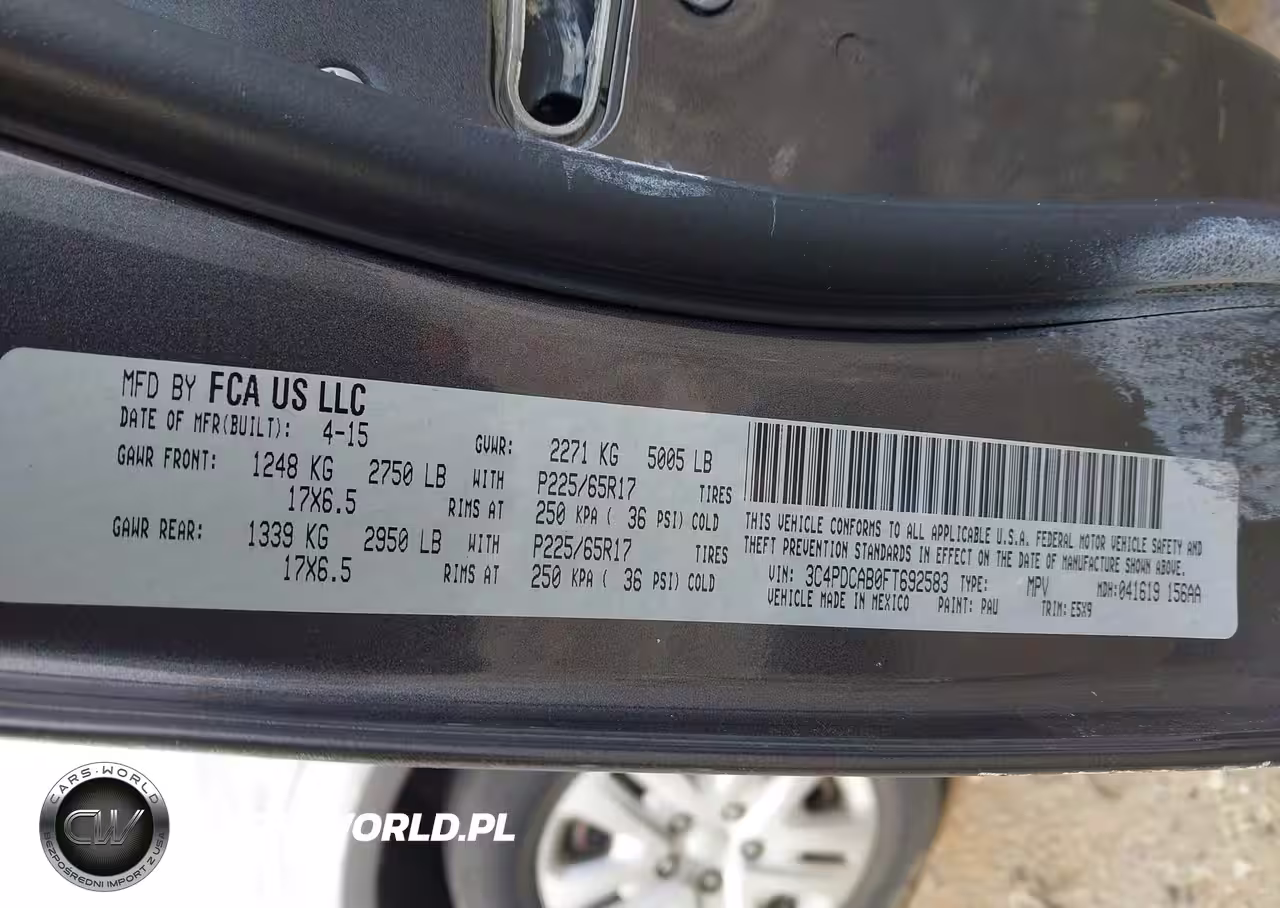 MFD BY FCA US LLC
DATE OF MFR(BUILT): 4-15
GVWR: 2271 KG 5005 LB
GAWR FRONT: 1248 KG 2750 LB WITH P225/65R17 TIRES
17X6.5 RIMS AT 250 KPA ( 36 PSI) COLD
GAWR REAR: 1339 KG 2950 LB WITH P225/65R17 TIRES
17X6.5 RIMS AT 250 KPA ( 36 PSI) COLD
THIS VEHICLE CONFORMS TO ALL APPLICABLE U.S.A. FEDERAL MOTOR VEHICLE SAFETY AND
THEFT PREVENTION STANDARDS IN EFFECT ON THE DATE OF MANUFACTURE SHOWN ABOVE.
VIN: 3C4PDCAB0FT692583 TYPE: MPV MDH:041619 156AA
VEHICLE MADE IN MEXICO PAINT: PAU TRIM: E5X9
CARS-WORLD
CW
BEZPOŚREDNI IMPORT Z USA
WORLD.PL